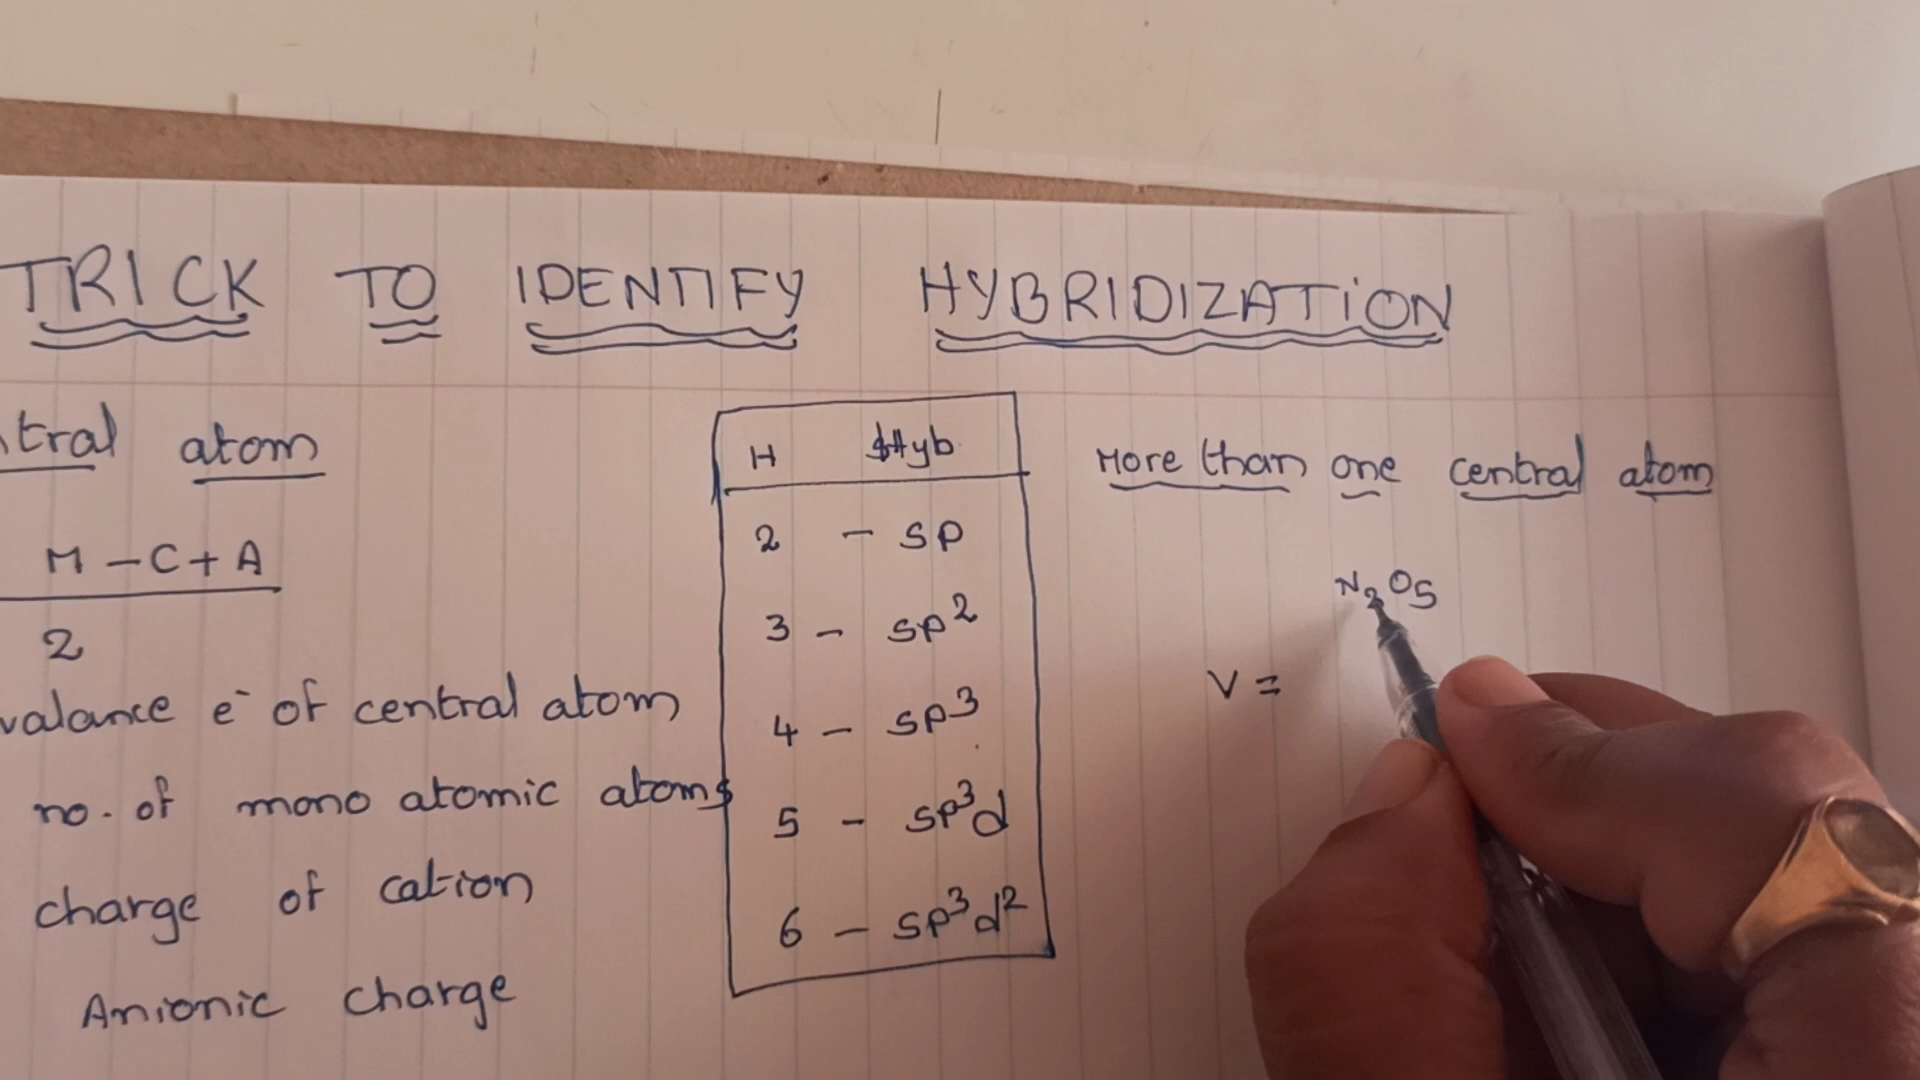 TRICK TO IDENTIFY HYBRIDIZATION
atom
M - C + A
2
valance e⁻ of central atom
no. of mono atomic atoms
charge of cation
Anionic charge
H Hyb
2 - sp
3 - sp²
4 - sp³
5 - sp³d
6 - sp³d²
More than one central atom
N₂O₅
V =